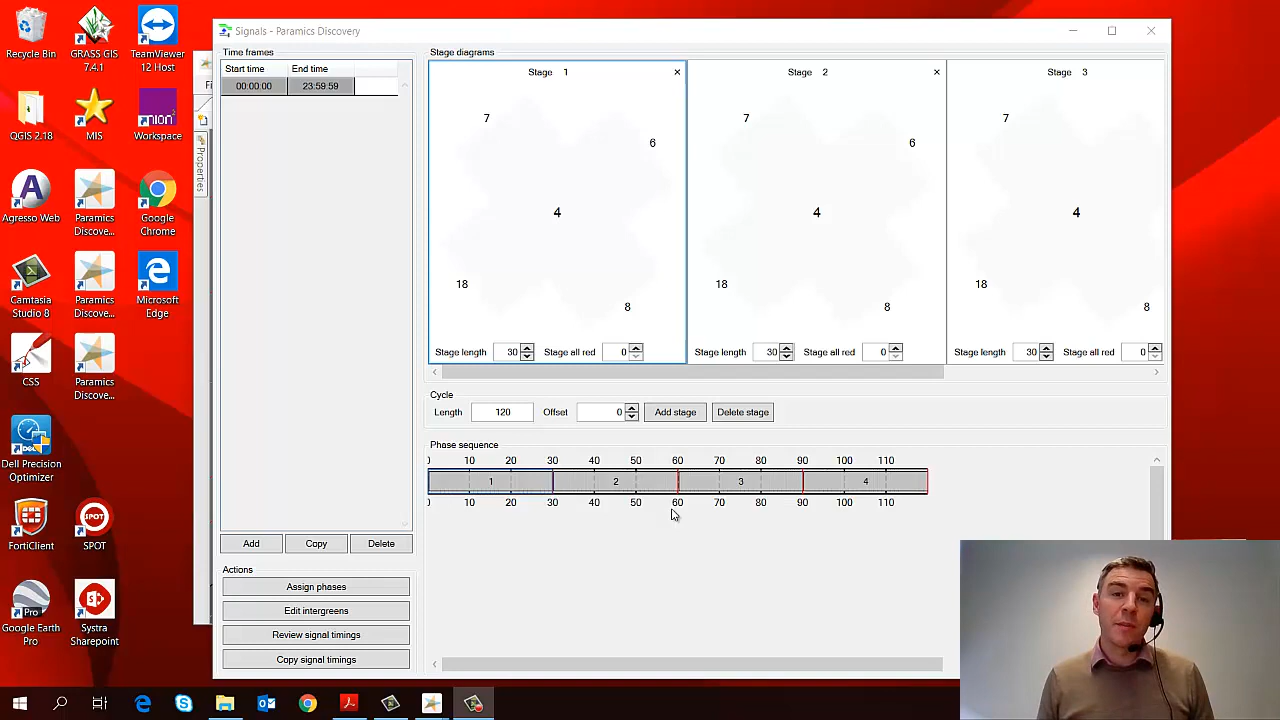 Recycle Bin
GRASS GIS
7.4.1
TeamViewer
12 Host
QGIS 2.18
MIS
Workspace
Agresso Web
Paramics
Discove...
Google
Chrome
Camtasia
Studio 8
Paramics
Discove...
Microsoft
Edge
CSS
Paramics
Discove...
Dell Precision
Optimizer
FortiClient
SPOT
SPOT
Google Earth
Pro
Systra
Sharepoint
Fi
Properties
Signals - Paramics Discovery
Time frames
Start time End time
00:00:00 23:59:59
Add Copy Delete
Actions
Assign phases
Edit intergreens
Review signal timings
Copy signal timings
Stage diagrams
Stage 1 × Stage 2 × Stage 3
7 7 7
6 6
4 4 4
18 18 18
8 8 8
Stage length 30 Stage all red 0 Stage length 30 Stage all red 0 Stage length 30 Stage all red 0
Cycle
Length 120 Offset 0 Add stage Delete stage
Phase sequence
0 10 20 30 40 50 60 70 80 90 100 110
1 2 3 4
0 10 20 30 40 50 60 70 80 90 100 110